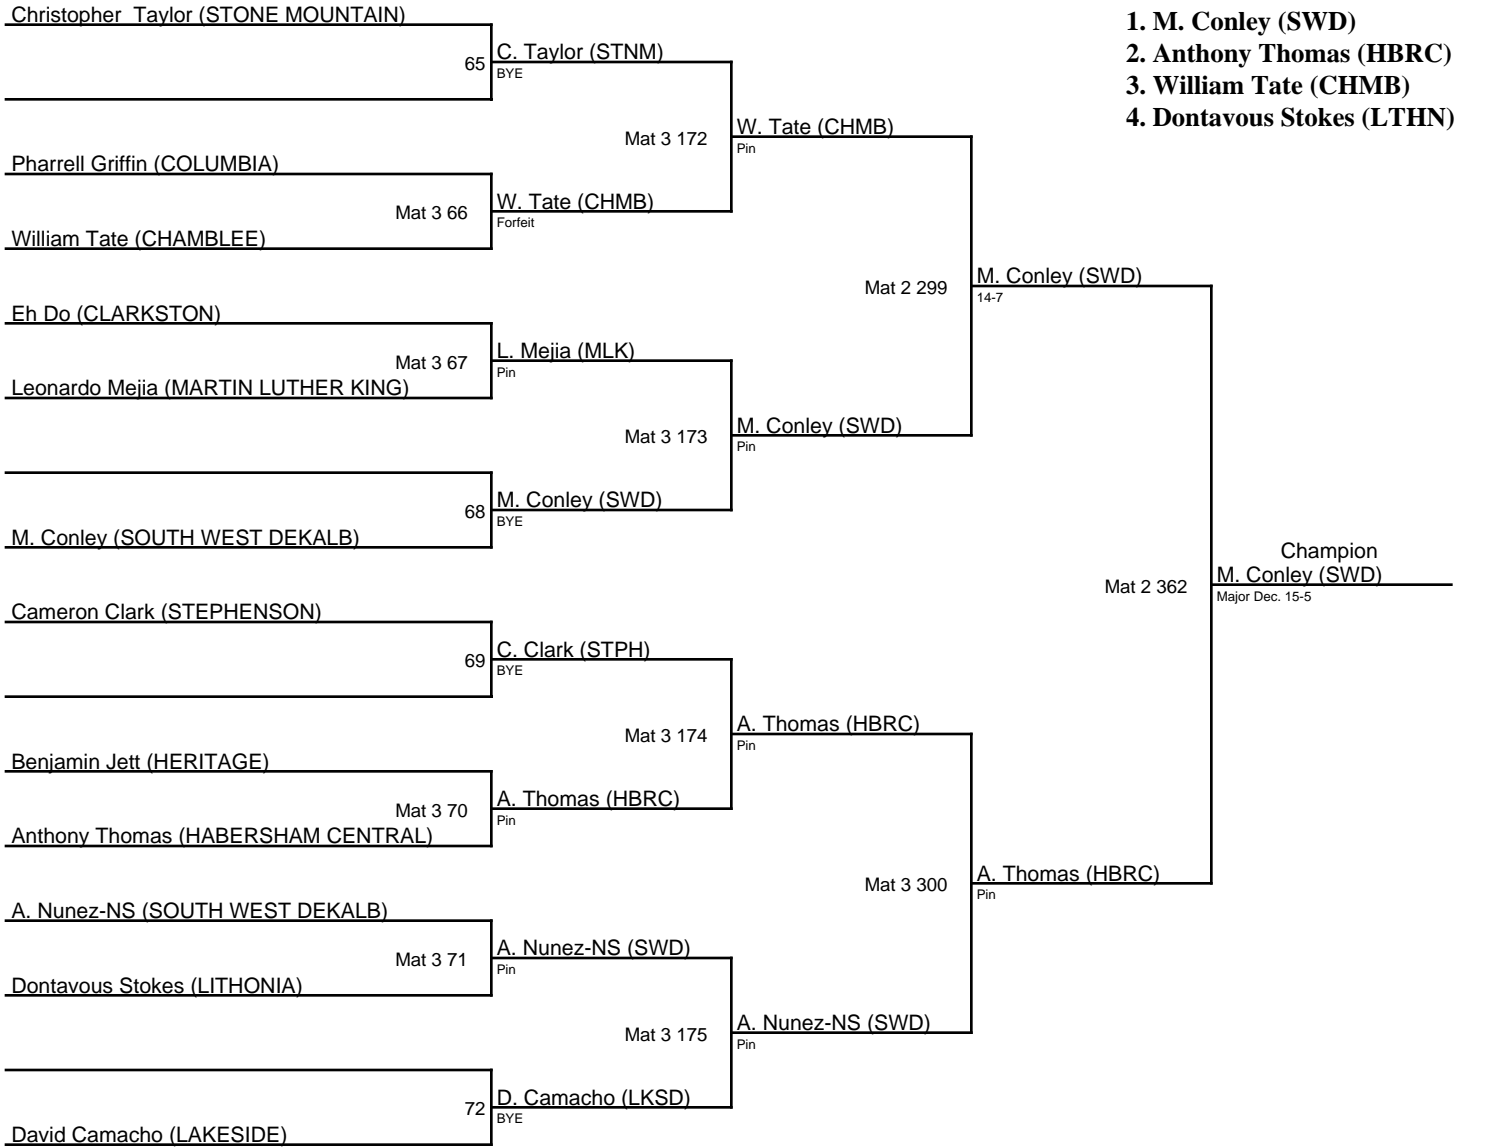 Christopher  Taylor (STONE MOUNTAIN)
65
C. Taylor (STNM)
BYE
Pharrell Griffin (COLUMBIA)
Mat 3 66
William Tate (CHAMBLEE)
W. Tate (CHMB)
Forfeit
Mat 3 172
W. Tate (CHMB)
Pin
Eh Do (CLARKSTON)
Mat 3 67
Leonardo Mejia (MARTIN LUTHER KING)
L. Mejia (MLK)
Pin
68
M. Conley (SOUTH WEST DEKALB)
M. Conley (SWD)
BYE
Mat 3 173
M. Conley (SWD)
Pin
Mat 2 299
M. Conley (SWD)
14-7
Cameron Clark (STEPHENSON)
69
C. Clark (STPH)
BYE
Benjamin Jett (HERITAGE)
Mat 3 70
Anthony Thomas (HABERSHAM CENTRAL)
A. Thomas (HBRC)
Pin
Mat 3 174
A. Thomas (HBRC)
Pin
A. Nunez-NS (SOUTH WEST DEKALB)
Mat 3 71
Dontavous Stokes (LITHONIA)
A. Nunez-NS (SWD)
Pin
72
David Camacho (LAKESIDE)
D. Camacho (LKSD)
BYE
Mat 3 175
A. Nunez-NS (SWD)
Pin
Mat 3 300
A. Thomas (HBRC)
Pin
Mat 2 362
Champion
M. Conley (SWD)
Major Dec. 15-5
1. M. Conley (SWD)
2. Anthony Thomas (HBRC)
3. William Tate (CHMB)
4. Dontavous Stokes (LTHN)